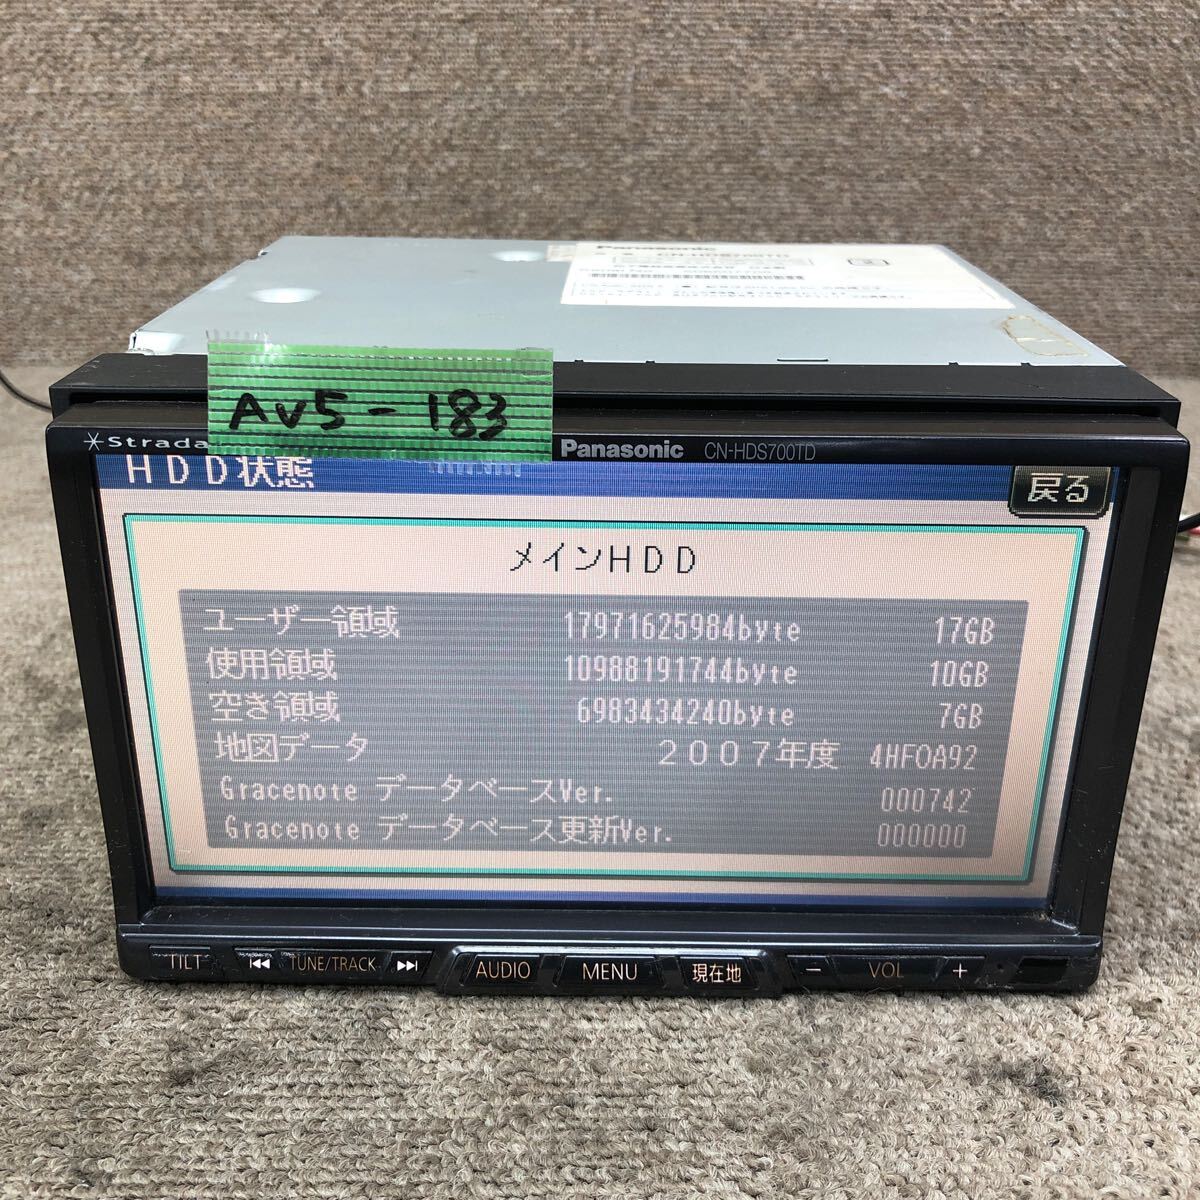 Panasonic
CN-HDS700TD
AV5-183
Strada
Panasonic CN-HDS700TD
HDD状態
戻る
メインHDD
ユーザー領域 17971625984byte 17GB
使用領域 10988191744byte 10GB
空き領域 6983434240byte 7GB
地図データ 2007年度 4HF0A92
Gracenote データベースVer. 000742
Gracenote データベース更新Ver. 000000
TILT TUNE/TRACK AUDIO MENU 現在地 − VOL +